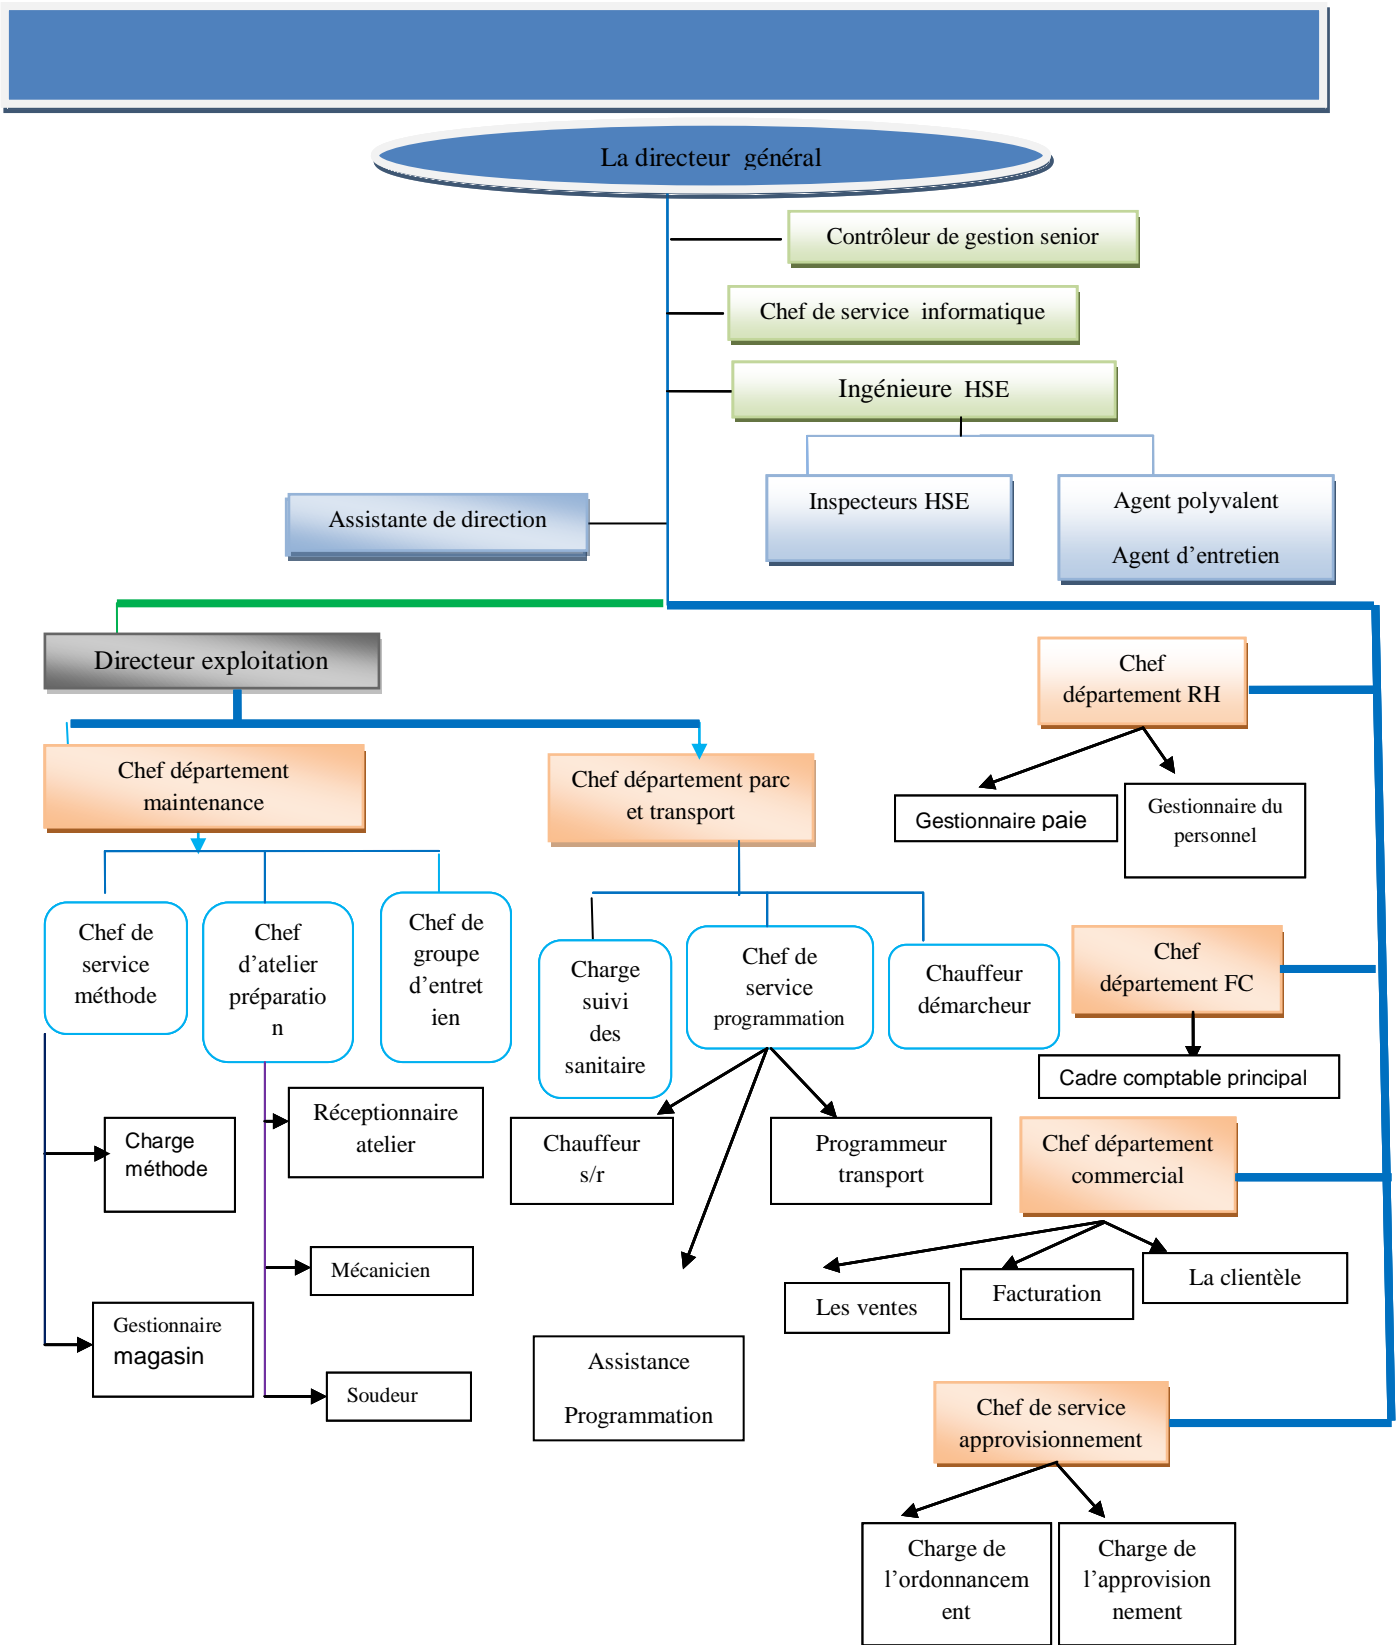 La directeur  général
Contrôleur de gestion senior
Chef de service  informatique
Ingénieure  HSE
Inspecteurs HSE
Agent polyvalent
Agent d’entretien
Assistante de direction
Directeur exploitation
Chef département
maintenance
Chef département parc
et transport
Chef
département RH
Gestionnaire paie
Gestionnaire du
personnel
Chef de
service
méthode
Chef
d’atelier
préparatio
n
Chef de
groupe
d’entret
ien
Charge
suivi
des
sanitaire
Chef de
service
programmation
Chauffeur
démarcheur
Chef
département FC
Cadre comptable principal
Charge
méthode
Réceptionnaire
atelier
Chauffeur
s/r
Programmeur
transport
Chef département
commercial
Mécanicien
Les ventes
Facturation
La clientèle
Gestionnaire
magasin
Soudeur
Assistance
Programmation
Chef de service
approvisionnement
Charge de
l’ordonnancem
ent
Charge de
l’approvision
nement